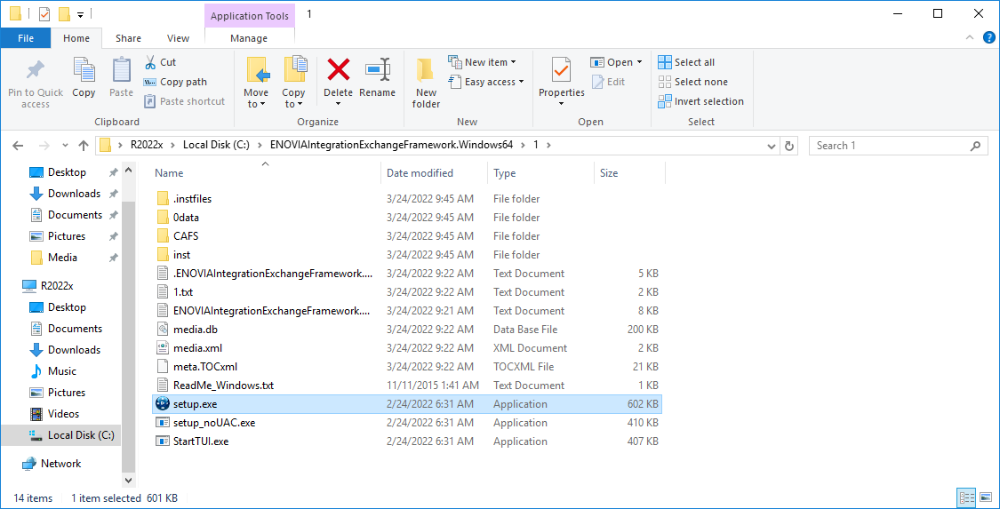 Application Tools 1
File Home Share View Manage
Pin to Quick access
Copy
Paste
Cut
Copy path
Paste shortcut
Clipboard
Move to
Copy to
Delete
Rename
Organize
New folder
New item
Easy access
New
Properties
Open
Edit
Open
Select all
Select none
Invert selection
Select
R2022x > Local Disk (C:) > ENOVIAIntegrationExchangeFramework.Windows64 > 1 >
Search 1
Desktop
Downloads
Documents
Pictures
Media
R2022x
Desktop
Documents
Downloads
Music
Pictures
Videos
Local Disk (C:)
Network
Name Date modified Type Size
.instfiles 3/24/2022 9:45 AM File folder
0data 3/24/2022 9:45 AM File folder
CAFS 3/24/2022 9:45 AM File folder
inst 3/24/2022 9:45 AM File folder
.ENOVIAIntegrationExchangeFramework.... 3/24/2022 9:22 AM Text Document 5 KB
1.txt 3/24/2022 9:22 AM Text Document 2 KB
ENOVIAIntegrationExchangeFramework.... 3/24/2022 9:21 AM Text Document 8 KB
media.db 3/24/2022 9:22 AM Data Base File 200 KB
media.xml 3/24/2022 9:22 AM XML Document 2 KB
meta.TOCxml 3/24/2022 9:22 AM TOCXML File 21 KB
ReadMe_Windows.txt 11/11/2015 1:41 AM Text Document 1 KB
setup.exe 2/24/2022 6:31 AM Application 602 KB
setup_noUAC.exe 2/24/2022 6:31 AM Application 410 KB
StartTUI.exe 2/24/2022 6:31 AM Application 407 KB
14 items 1 item selected 601 KB